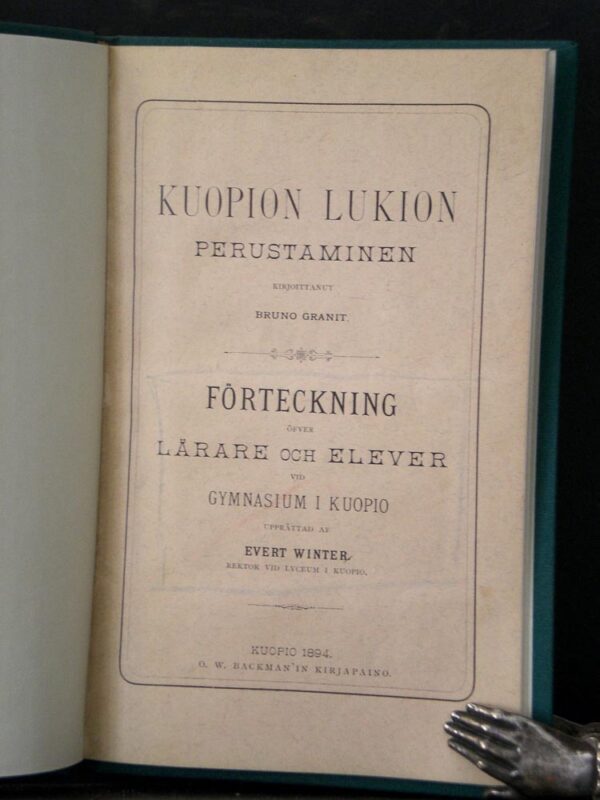 KUOPION LUKION
PERUSTAMINEN
KIRJOITTANUT
BRUNO GRANIT.
FÖRTECKNING
ÖFVER
LÄRARE OCH ELEVER
VID
GYMNASIUM I KUOPIO
UPPRÄTTAD AF
EVERT WINTER,
REKTOR VID LYCEUM I KUOPIO.
KUOPIO 1894.
O. W. BACKMAN'IN KIRJAPAINO.